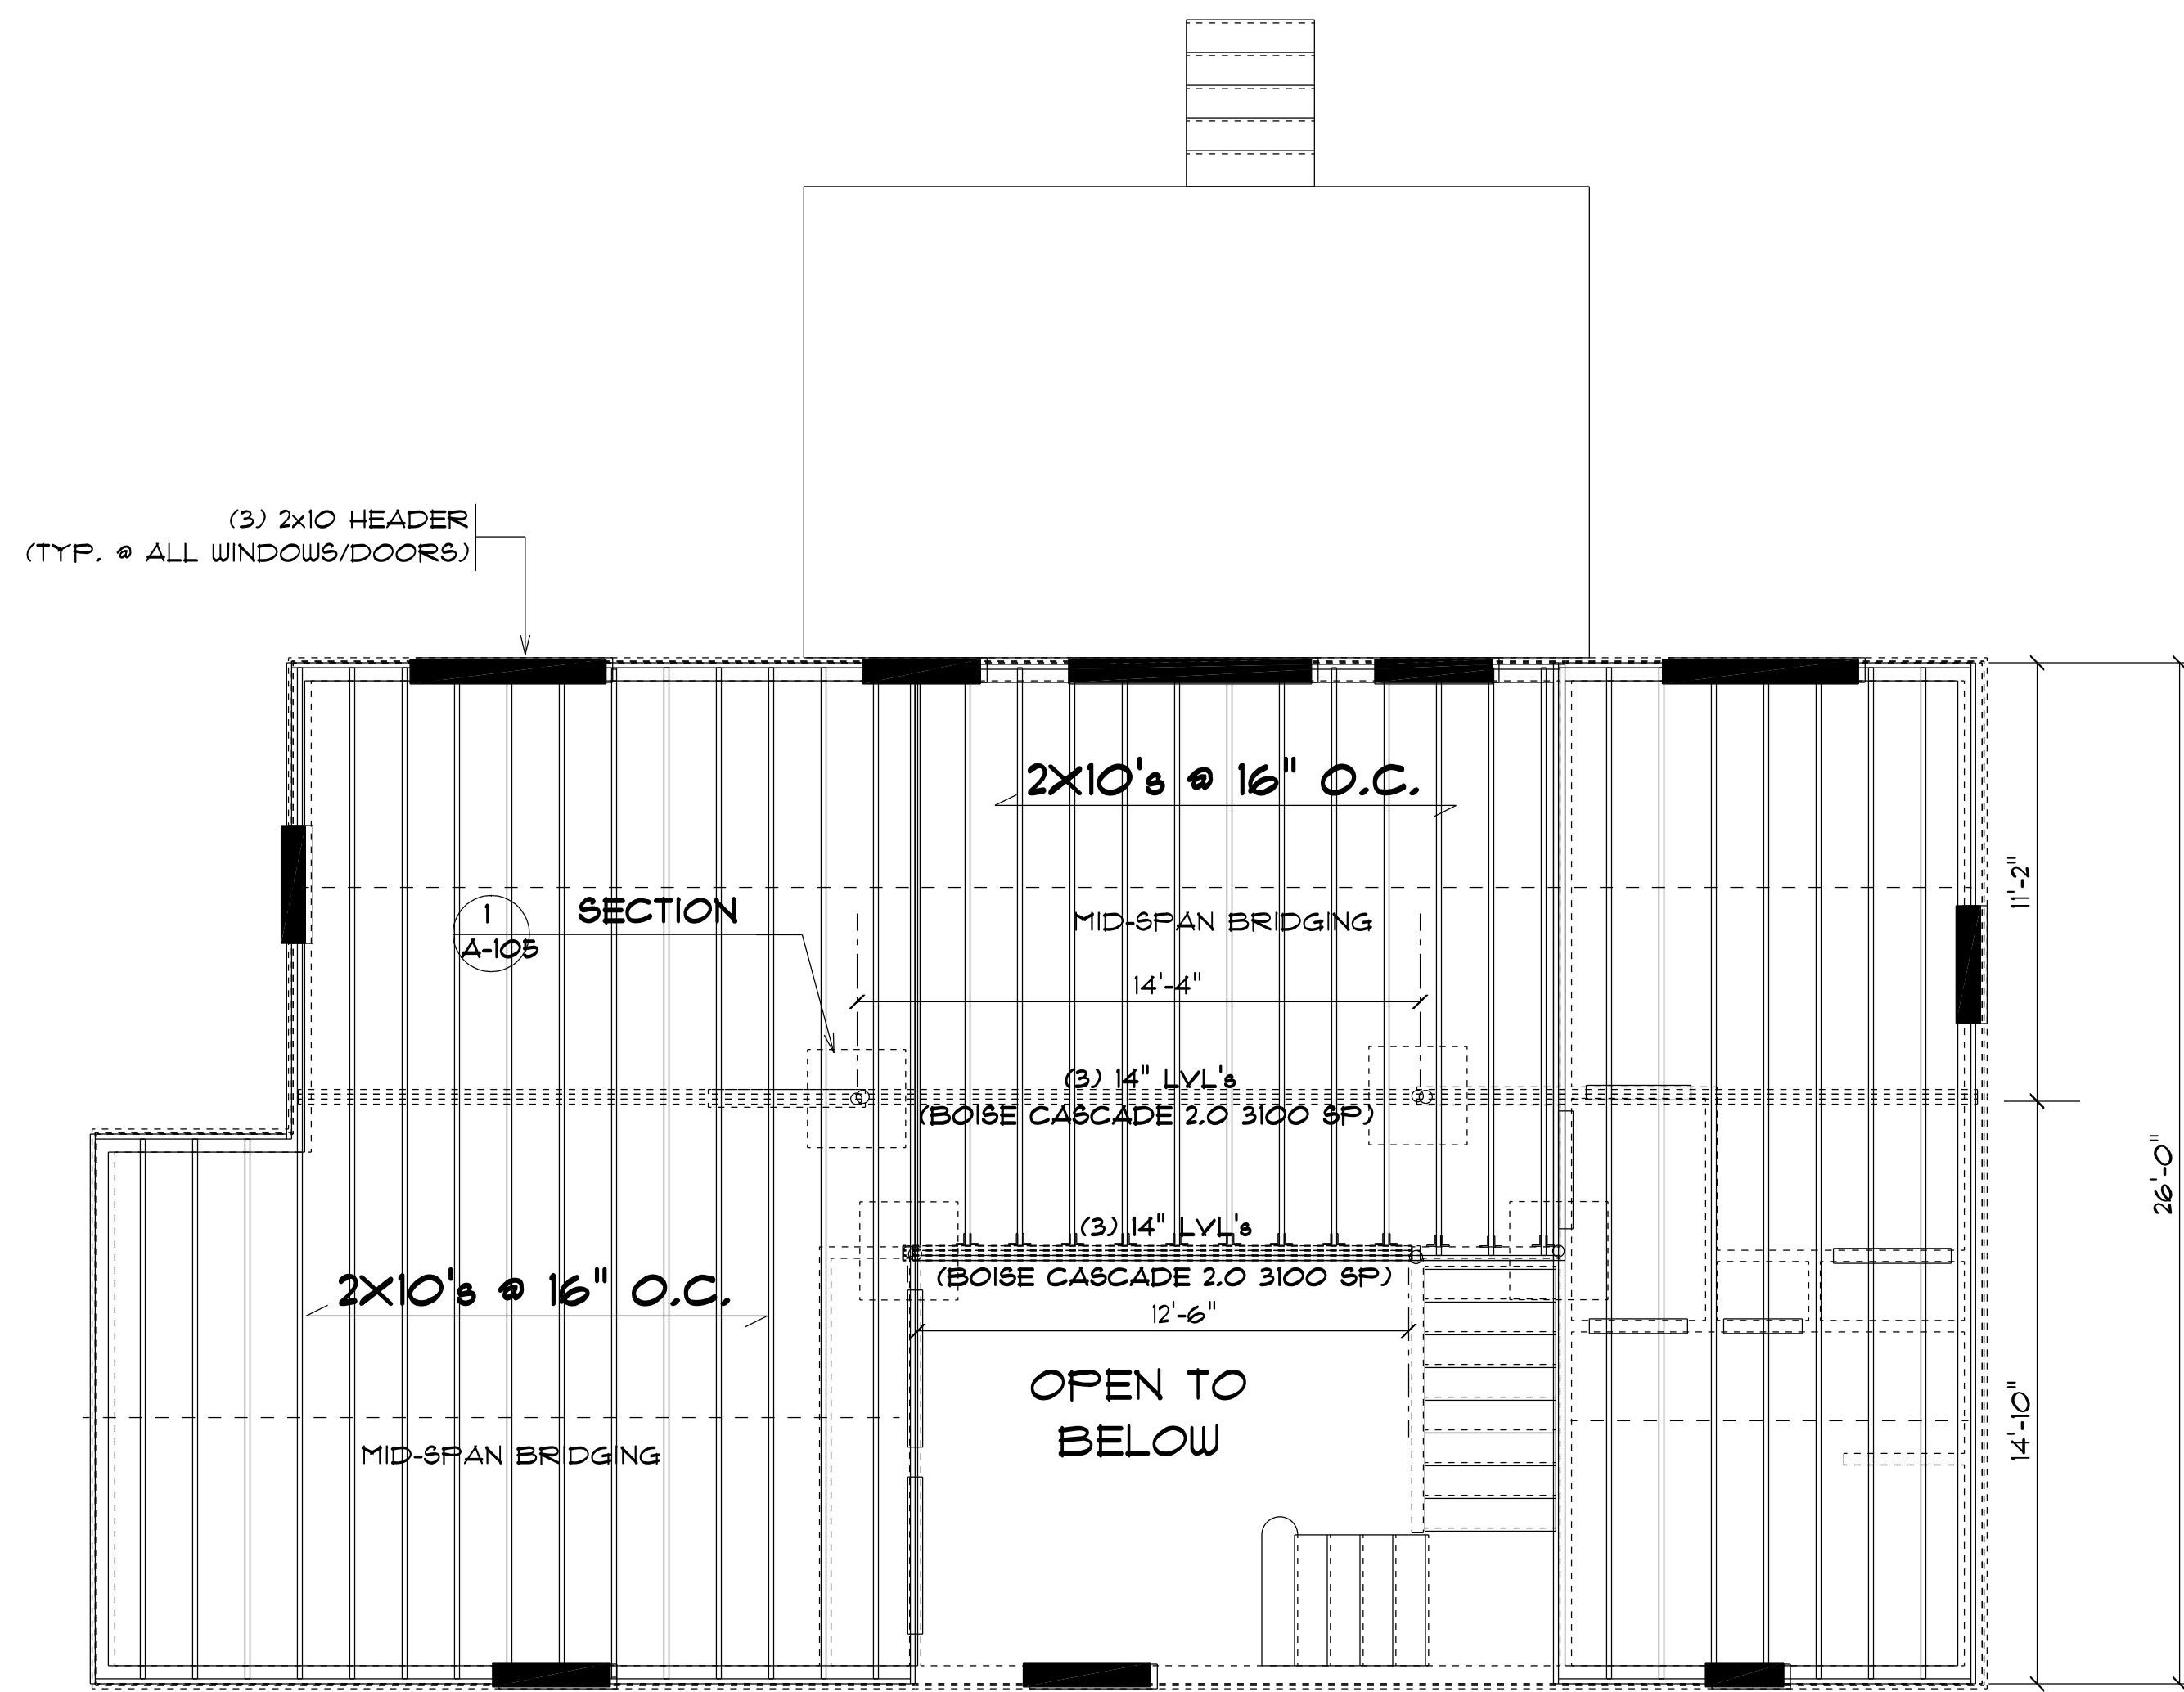 (3) 2x10 HEADER
(TYP. @ ALL WINDOWS/DOORS)
2X10's @ 16" O.C.
11'-2"
1
SECTION
A-105
MID-SPAN BRIDGING
14'-4"
(3) 14" LVL's
(BOISE CASCADE 2.0 3100 SP)
26'-0"
(3) 14" LVL's
(BOISE CASCADE 2.0 3100 SP)
2X10's @ 16" O.C.
12'-6"
OPEN TO
BELOW
14'-10"
MID-SPAN BRIDGING